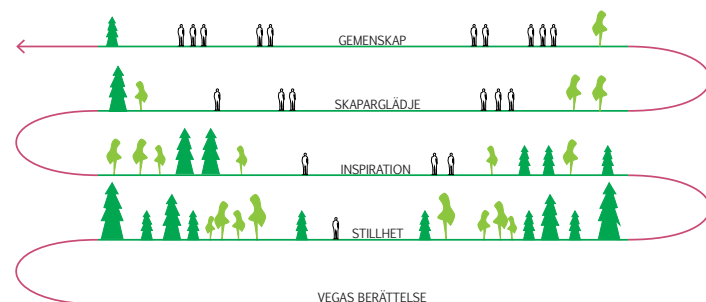 GEMENSKAP
SKAPARGLÄDJE
INSPIRATION
STILLHET
VEGAS BERÄTTELSE